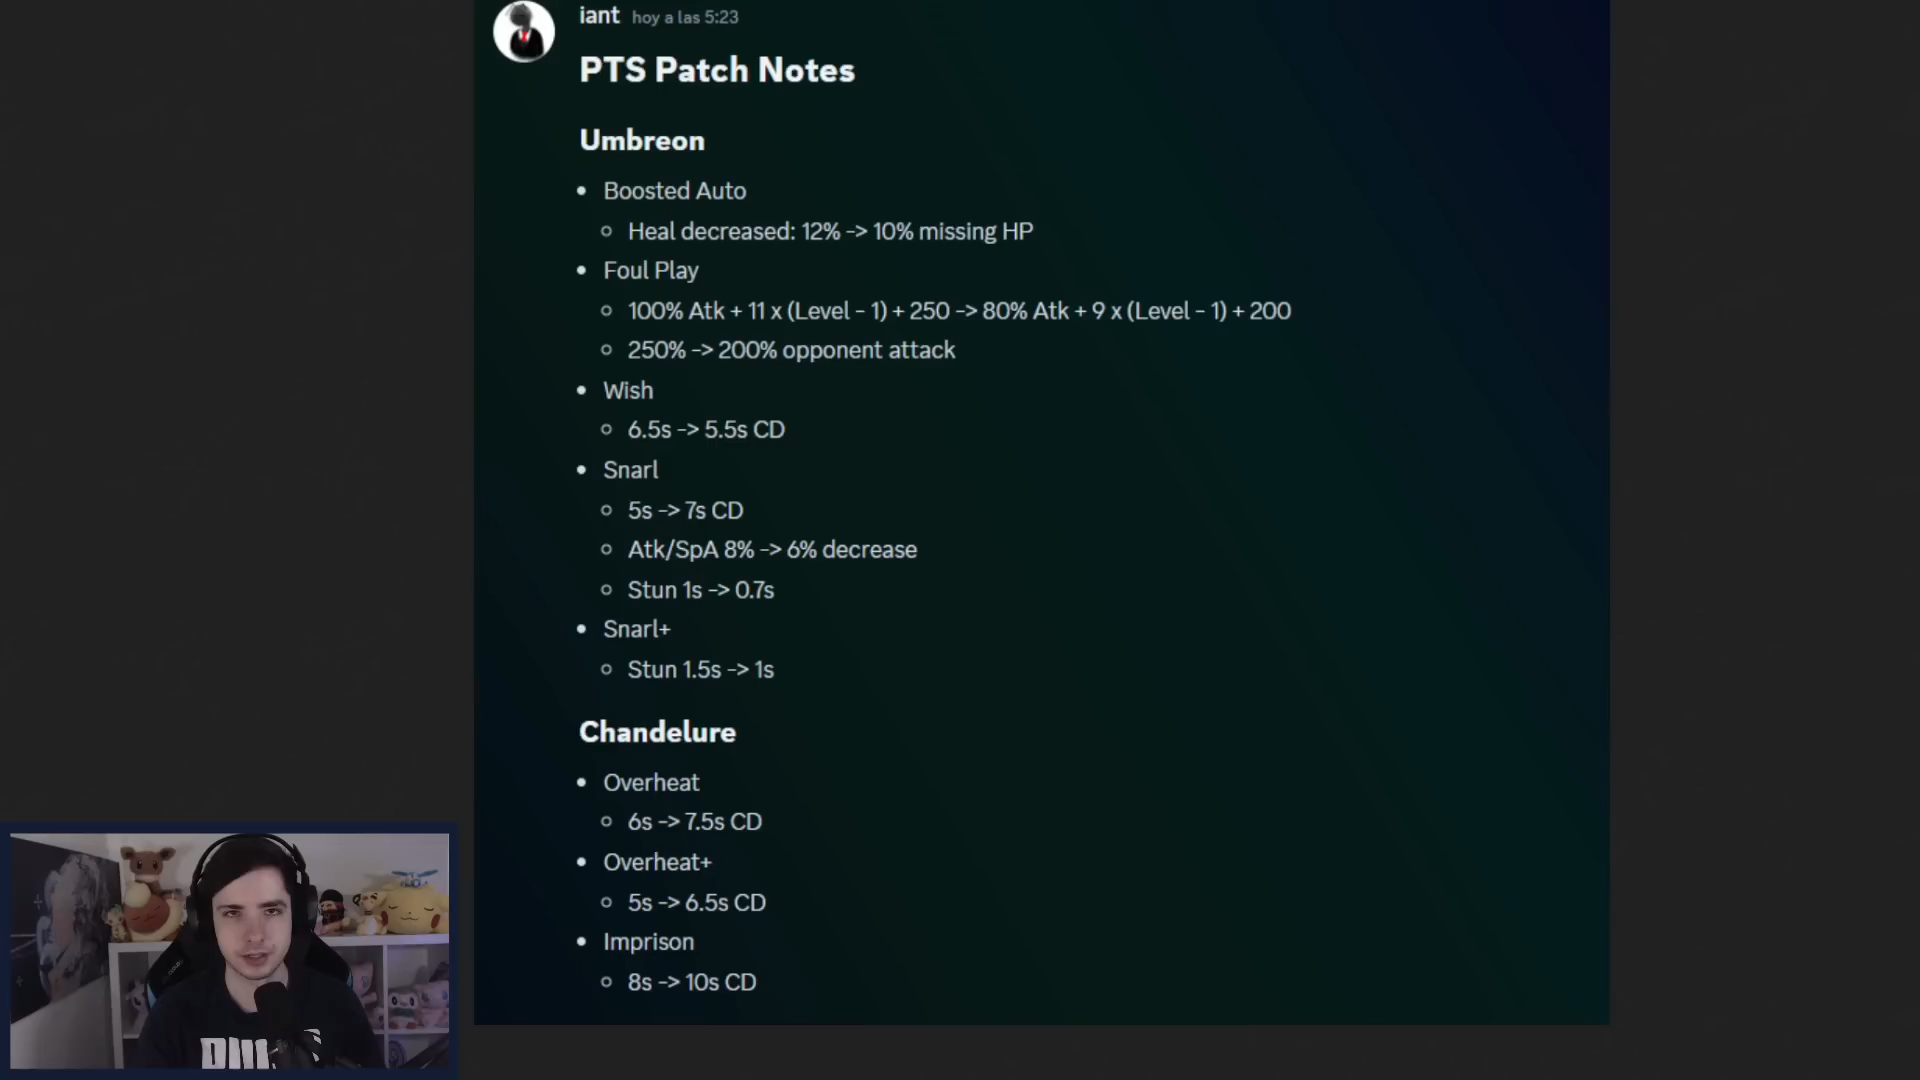 iant hoy a las 5:23
PTS Patch Notes
Umbreon
• Boosted Auto
○ Heal decreased: 12% -> 10% missing HP
• Foul Play
○ 100% Atk + 11 x (Level - 1) + 250 -> 80% Atk + 9 x (Level - 1) + 200
○ 250% -> 200% opponent attack
• Wish
○ 6.5s -> 5.5s CD
• Snarl
○ 5s -> 7s CD
○ Atk/SpA 8% -> 6% decrease
○ Stun 1s -> 0.7s
• Snarl+
○ Stun 1.5s -> 1s
Chandelure
• Overheat
○ 6s -> 7.5s CD
• Overheat+
○ 5s -> 6.5s CD
• Imprison
○ 8s -> 10s CD